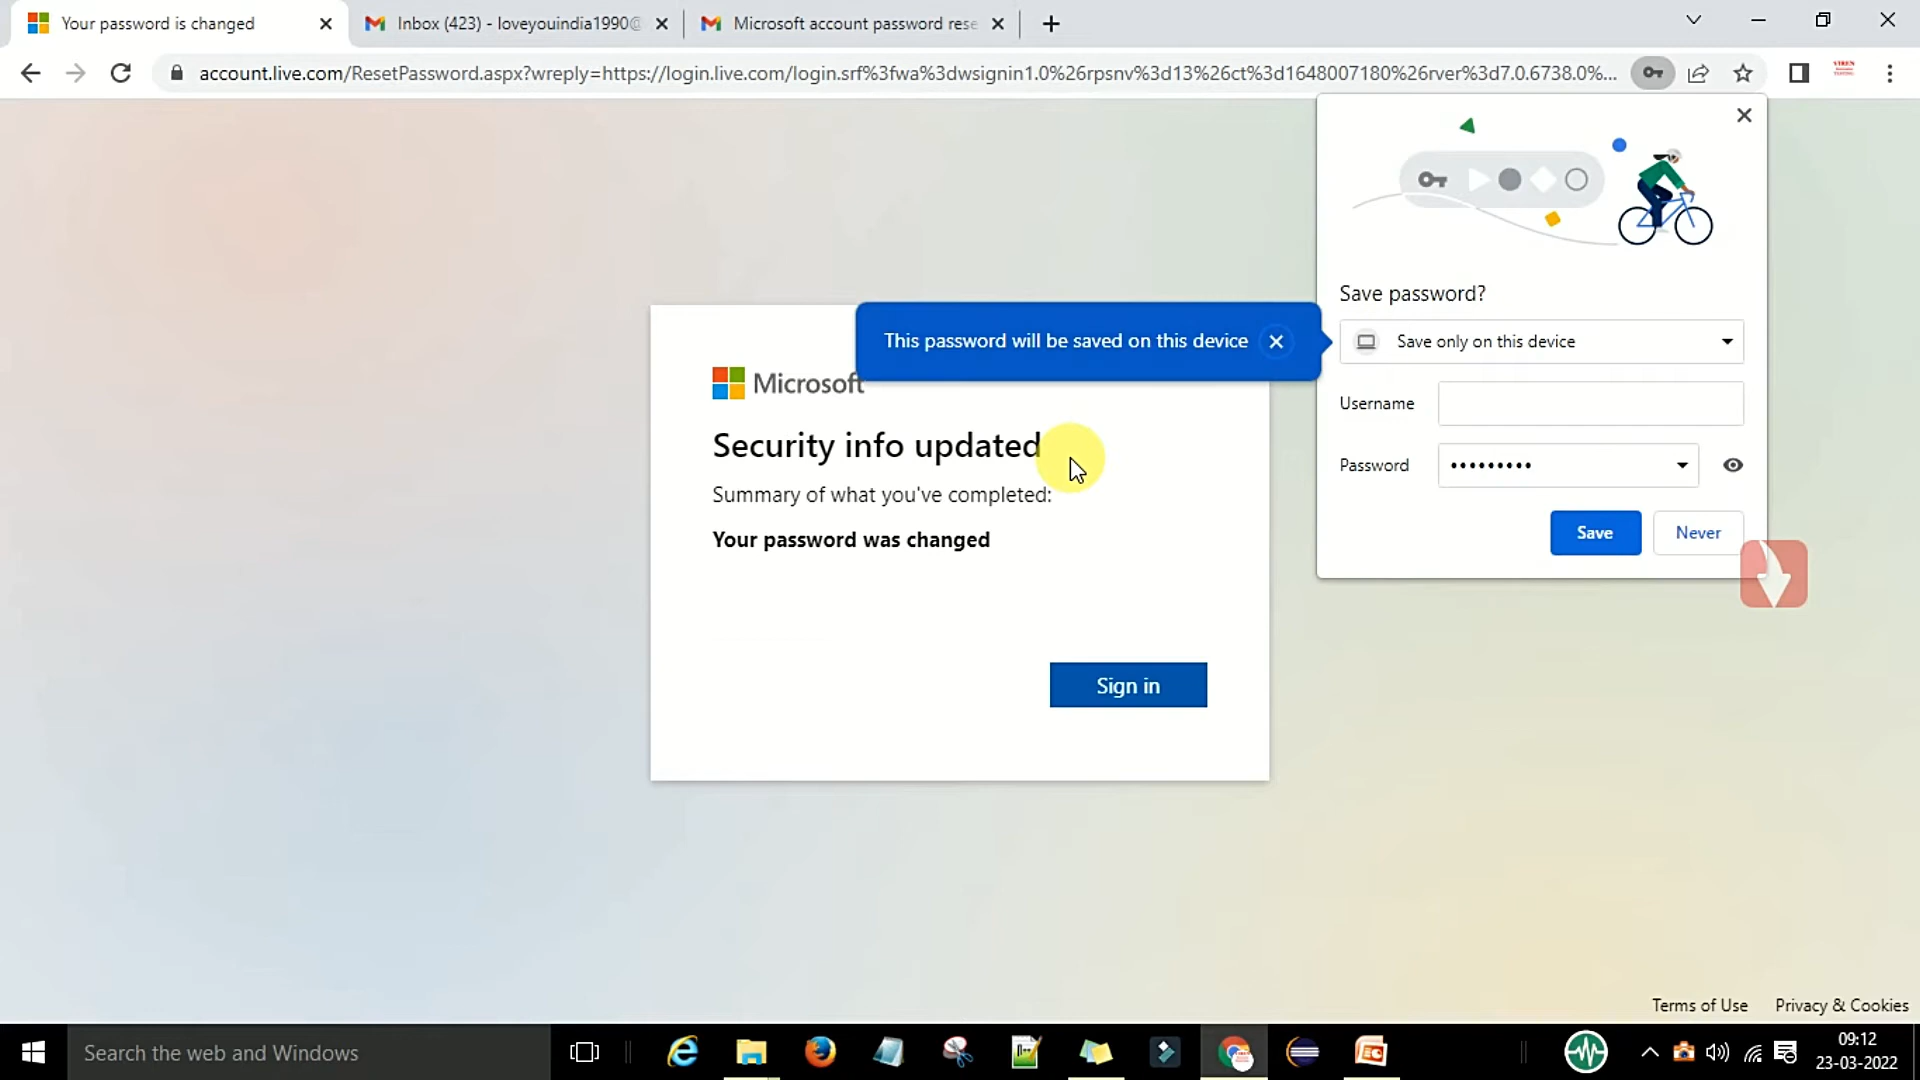 Your password is changed
Inbox (423) - loveyouindia1990@
Microsoft account password rese
account.live.com/ResetPassword.aspx?wreply=https://login.live.com/login.srf%3fwa%3dwsignin1.0%26rpsnv%3d13%26ct%3d1648007180%26rver%3d7.0.6738.0%...
Save password?
This password will be saved on this device
Save only on this device
Microsoft
Username
Security info updated
Password
Summary of what you've completed:
Save
Never
Your password was changed
Sign in
Terms of Use
Privacy & Cookies
Search the web and Windows
09:12
23-03-2022